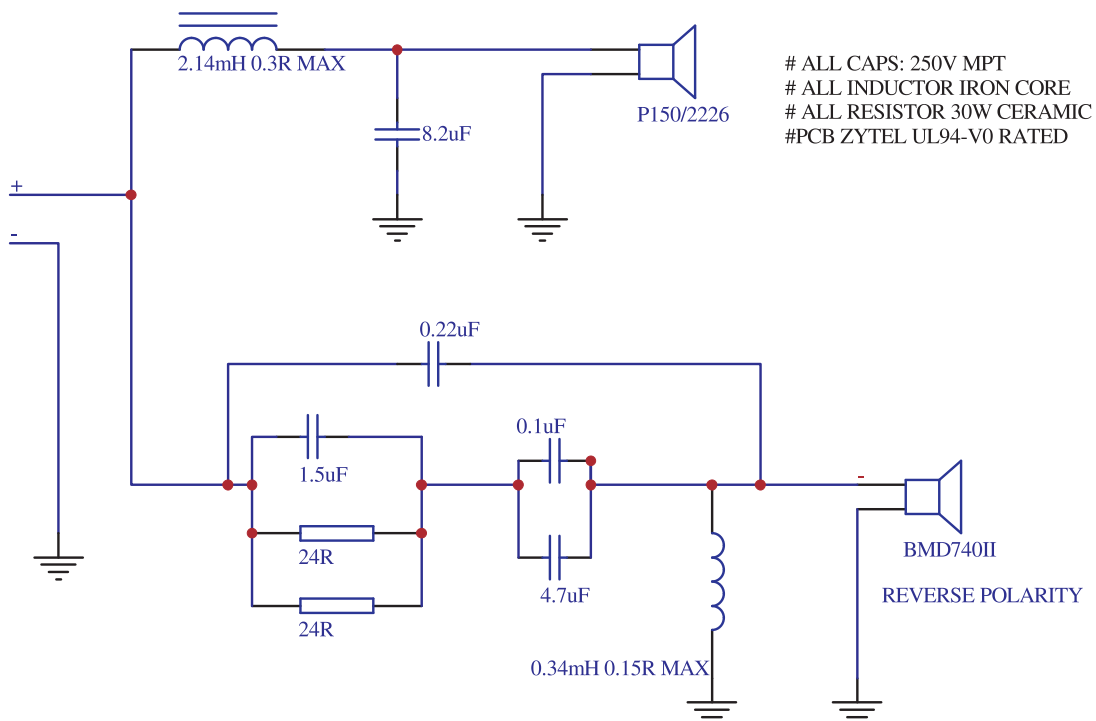 2.14mH 0.3R MAX
# ALL CAPS: 250V MPT
# ALL INDUCTOR IRON CORE
# ALL RESISTOR 30W CERAMIC
#PCB ZYTEL UL94-V0 RATED
P150/2226
8.2uF
+
-
0.22uF
0.1uF
1.5uF
-
24R
BMD740II
4.7uF
REVERSE POLARITY
24R
0.34mH 0.15R MAX